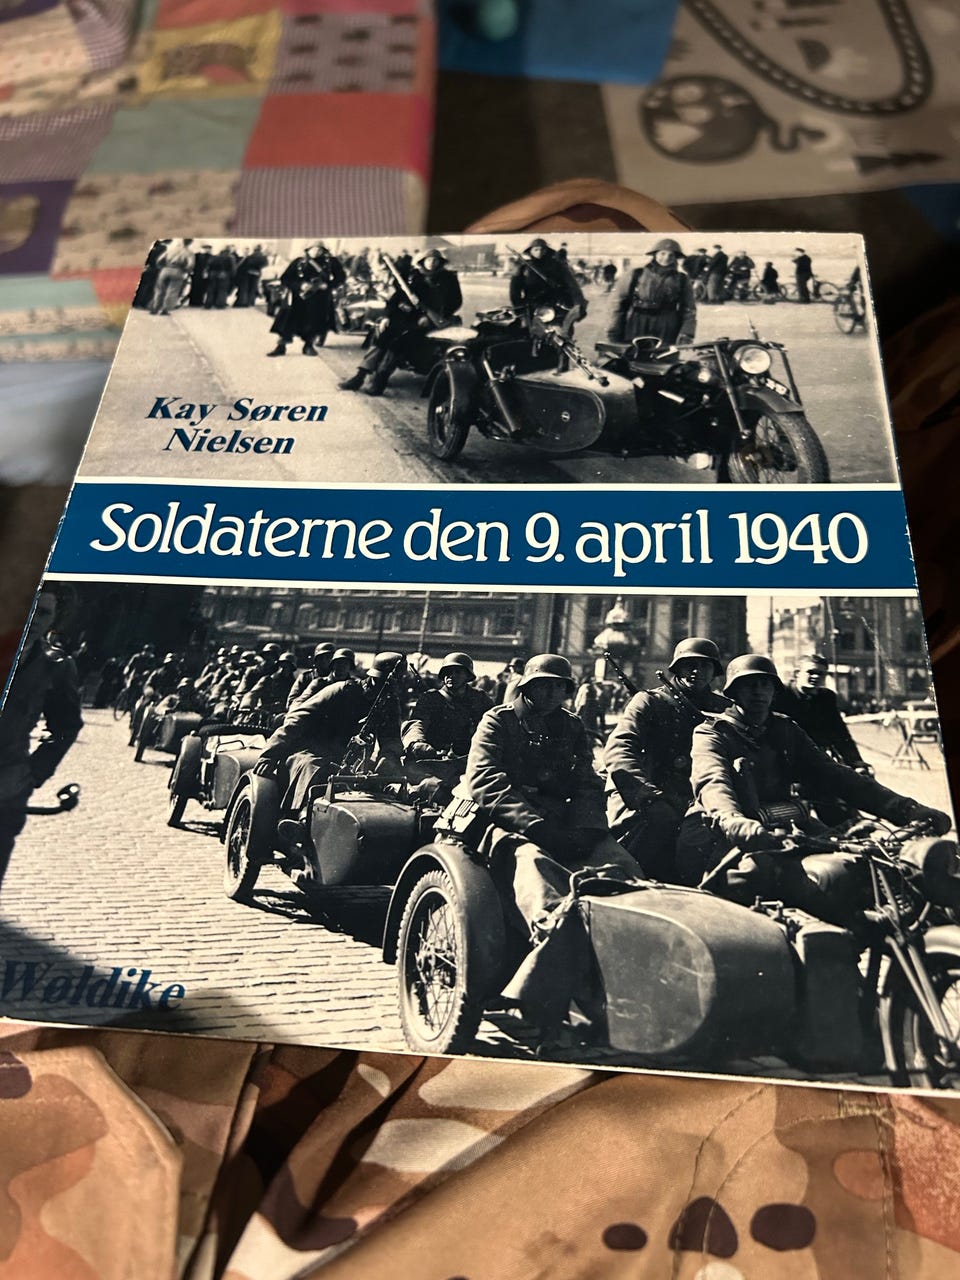 Kay Søren
Nielsen
Soldaterne den 9. april 1940
Wøldike